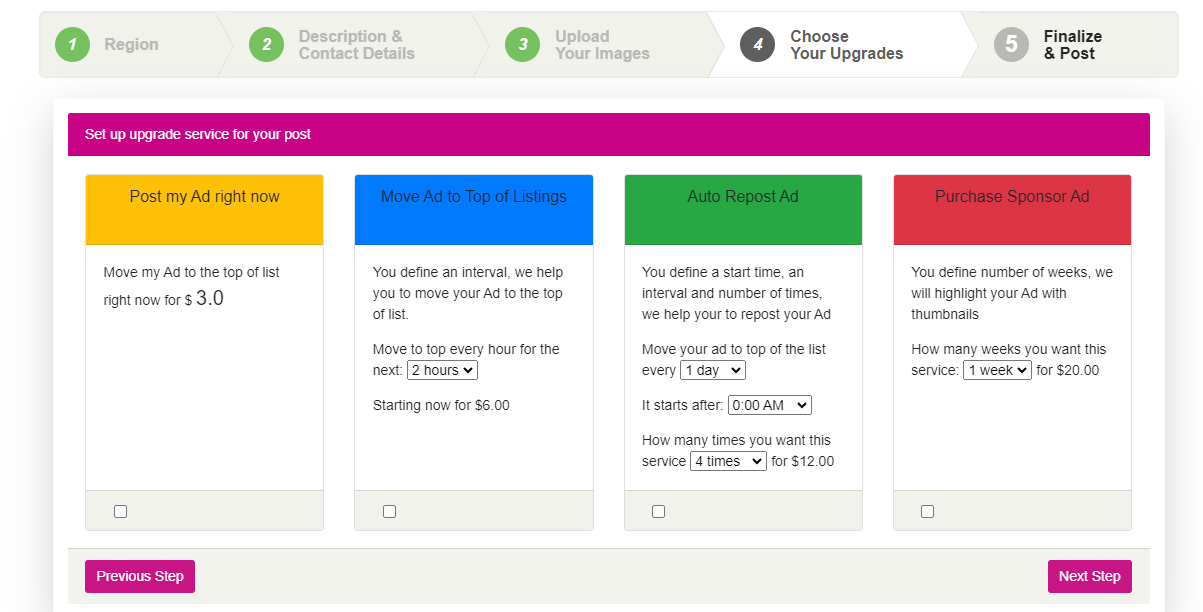 1 Region
2 Description &
Contact Details
3 Upload
Your Images
4 Choose
Your Upgrades
5 Finalize
& Post
Set up upgrade service for your post
Post my Ad right now
Move my Ad to the top of list
right now for $ 3.0
Move Ad to Top of Listings
You define an interval, we help
you to move your Ad to the top
of list.
Move to top every hour for the
next: 2 hours
Starting now for $6.00
Auto Repost Ad
You define a start time, an
interval and number of times,
we help your to repost your Ad
Move your ad to top of the list
every 1 day
It starts after: 0:00 AM
How many times you want this
service 4 times for $12.00
Purchase Sponsor Ad
You define number of weeks, we
will highlight your Ad with
thumbnails
How many weeks you want this
service: 1 week for $20.00
Previous Step
Next Step